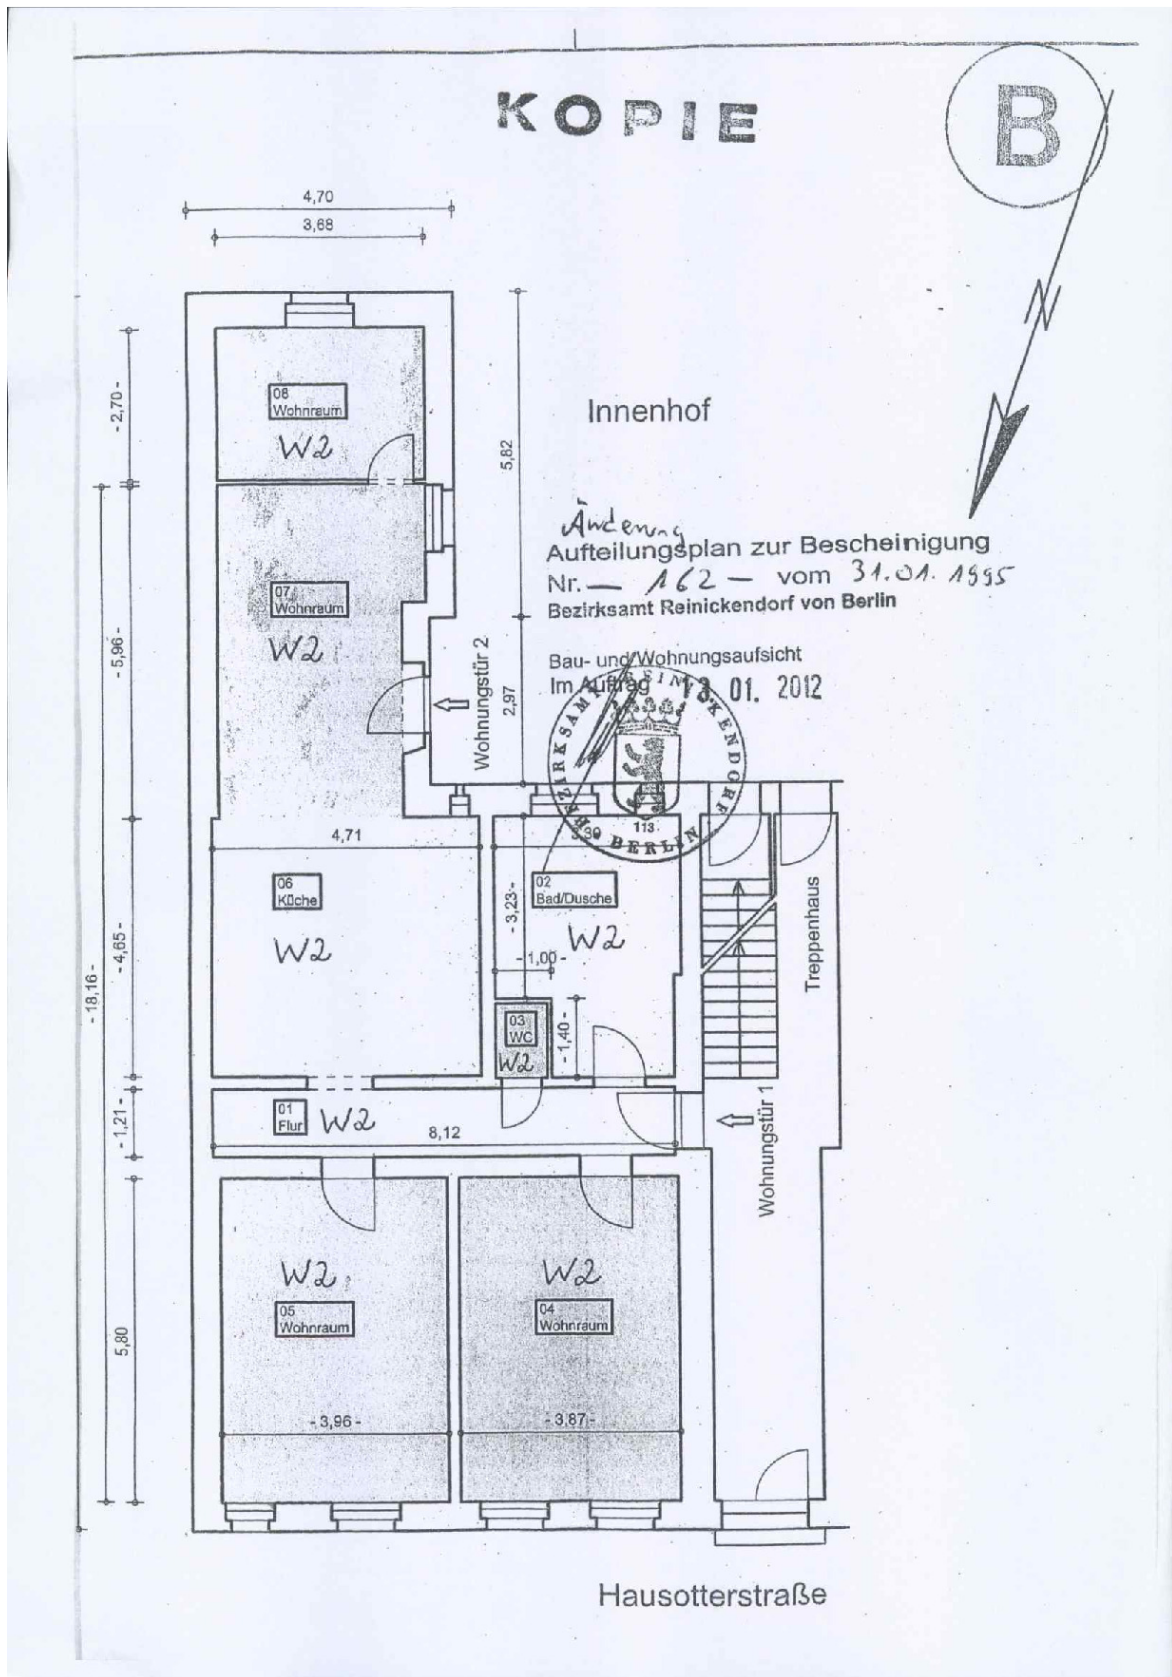 KOPIE
B
N
4,70
3,68
08
Wohnraum
W2
- 2,70 -
5,82
Innenhof
Änderung
Aufteilungsplan zur Bescheinigung
Nr. — 162 — vom 31.01.1995
Bezirksamt Reinickendorf von Berlin
Bau- und Wohnungsaufsicht
Im Auftrag 13. 01. 2012
BEZIRKSAMT REINICKENDORF
BERLIN
113
07
Wohnraum
W2
- 5,96 -
Wohnungstür 2
2,97
4,71
06
Küche
W2
- 4,65 -
- 18,16 -
02
Bad/Dusche
W2
- 3,23 -
- 1,00 -
- 1,40 -
03
WC
W2
Treppenhaus
Wohnungstür 1
01
Flur
W2
8,12
- 1,21 -
W2
05
Wohnraum
- 3,96 -
W2
04
Wohnraum
- 3,87 -
5,80
Hausotterstraße